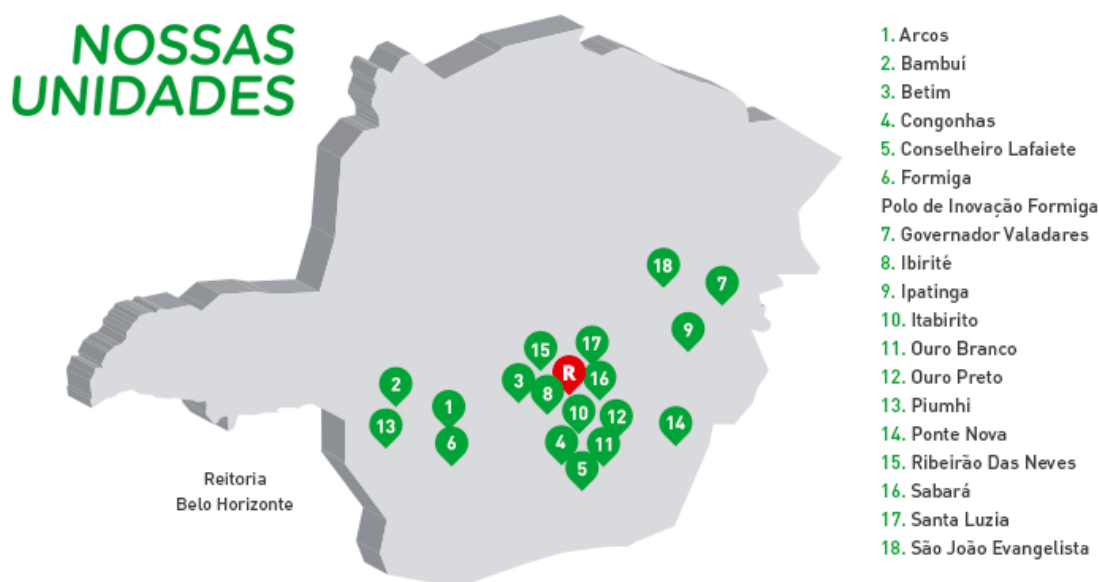 NOSSAS
UNIDADES
18
7
9
17
15
R
16
3
2
8
1
10
12
14
13
4
11
6
5
Reitoria
Belo Horizonte
1. Arcos
2. Bambuí
3. Betim
4. Congonhas
5. Conselheiro Lafaiete
6. Formiga
Polo de Inovação Formiga
7. Governador Valadares
8. Ibirité
9. Ipatinga
10. Itabirito
11. Ouro Branco
12. Ouro Preto
13. Piumhi
14. Ponte Nova
15. Ribeirão Das Neves
16. Sabará
17. Santa Luzia
18. São João Evangelista